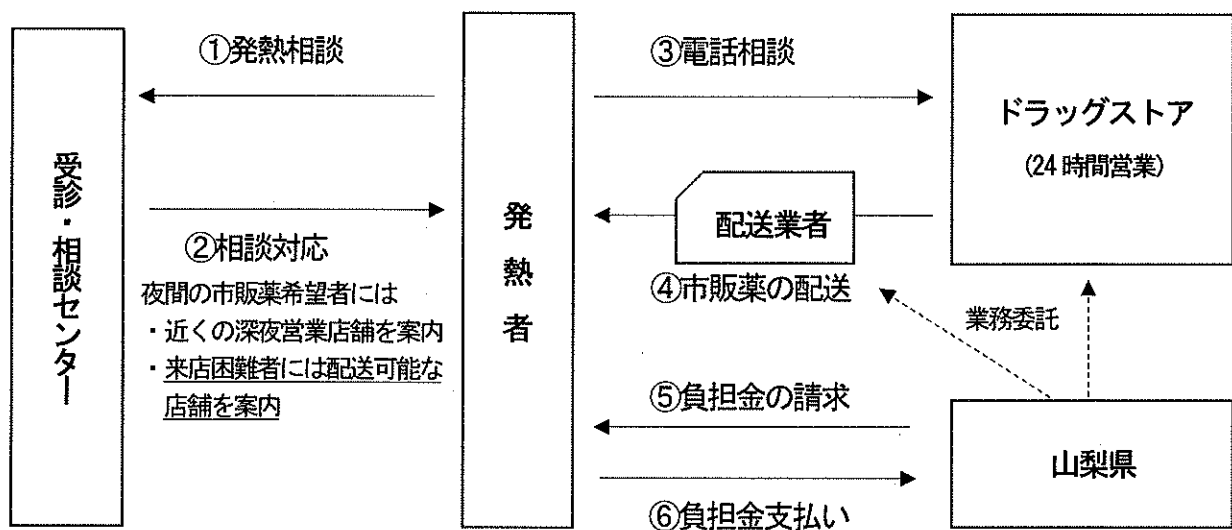 ①発熱相談
③電話相談
ドラッグストア
(24時間営業)
受診・相談センター
発熱者
配送業者
②相談対応
夜間の市販薬希望者には
・近くの深夜営業店舗を案内
・来店困難者には配送可能な
店舗を案内
④市販薬の配送
業務委託
⑤負担金の請求
山梨県
⑥負担金支払い